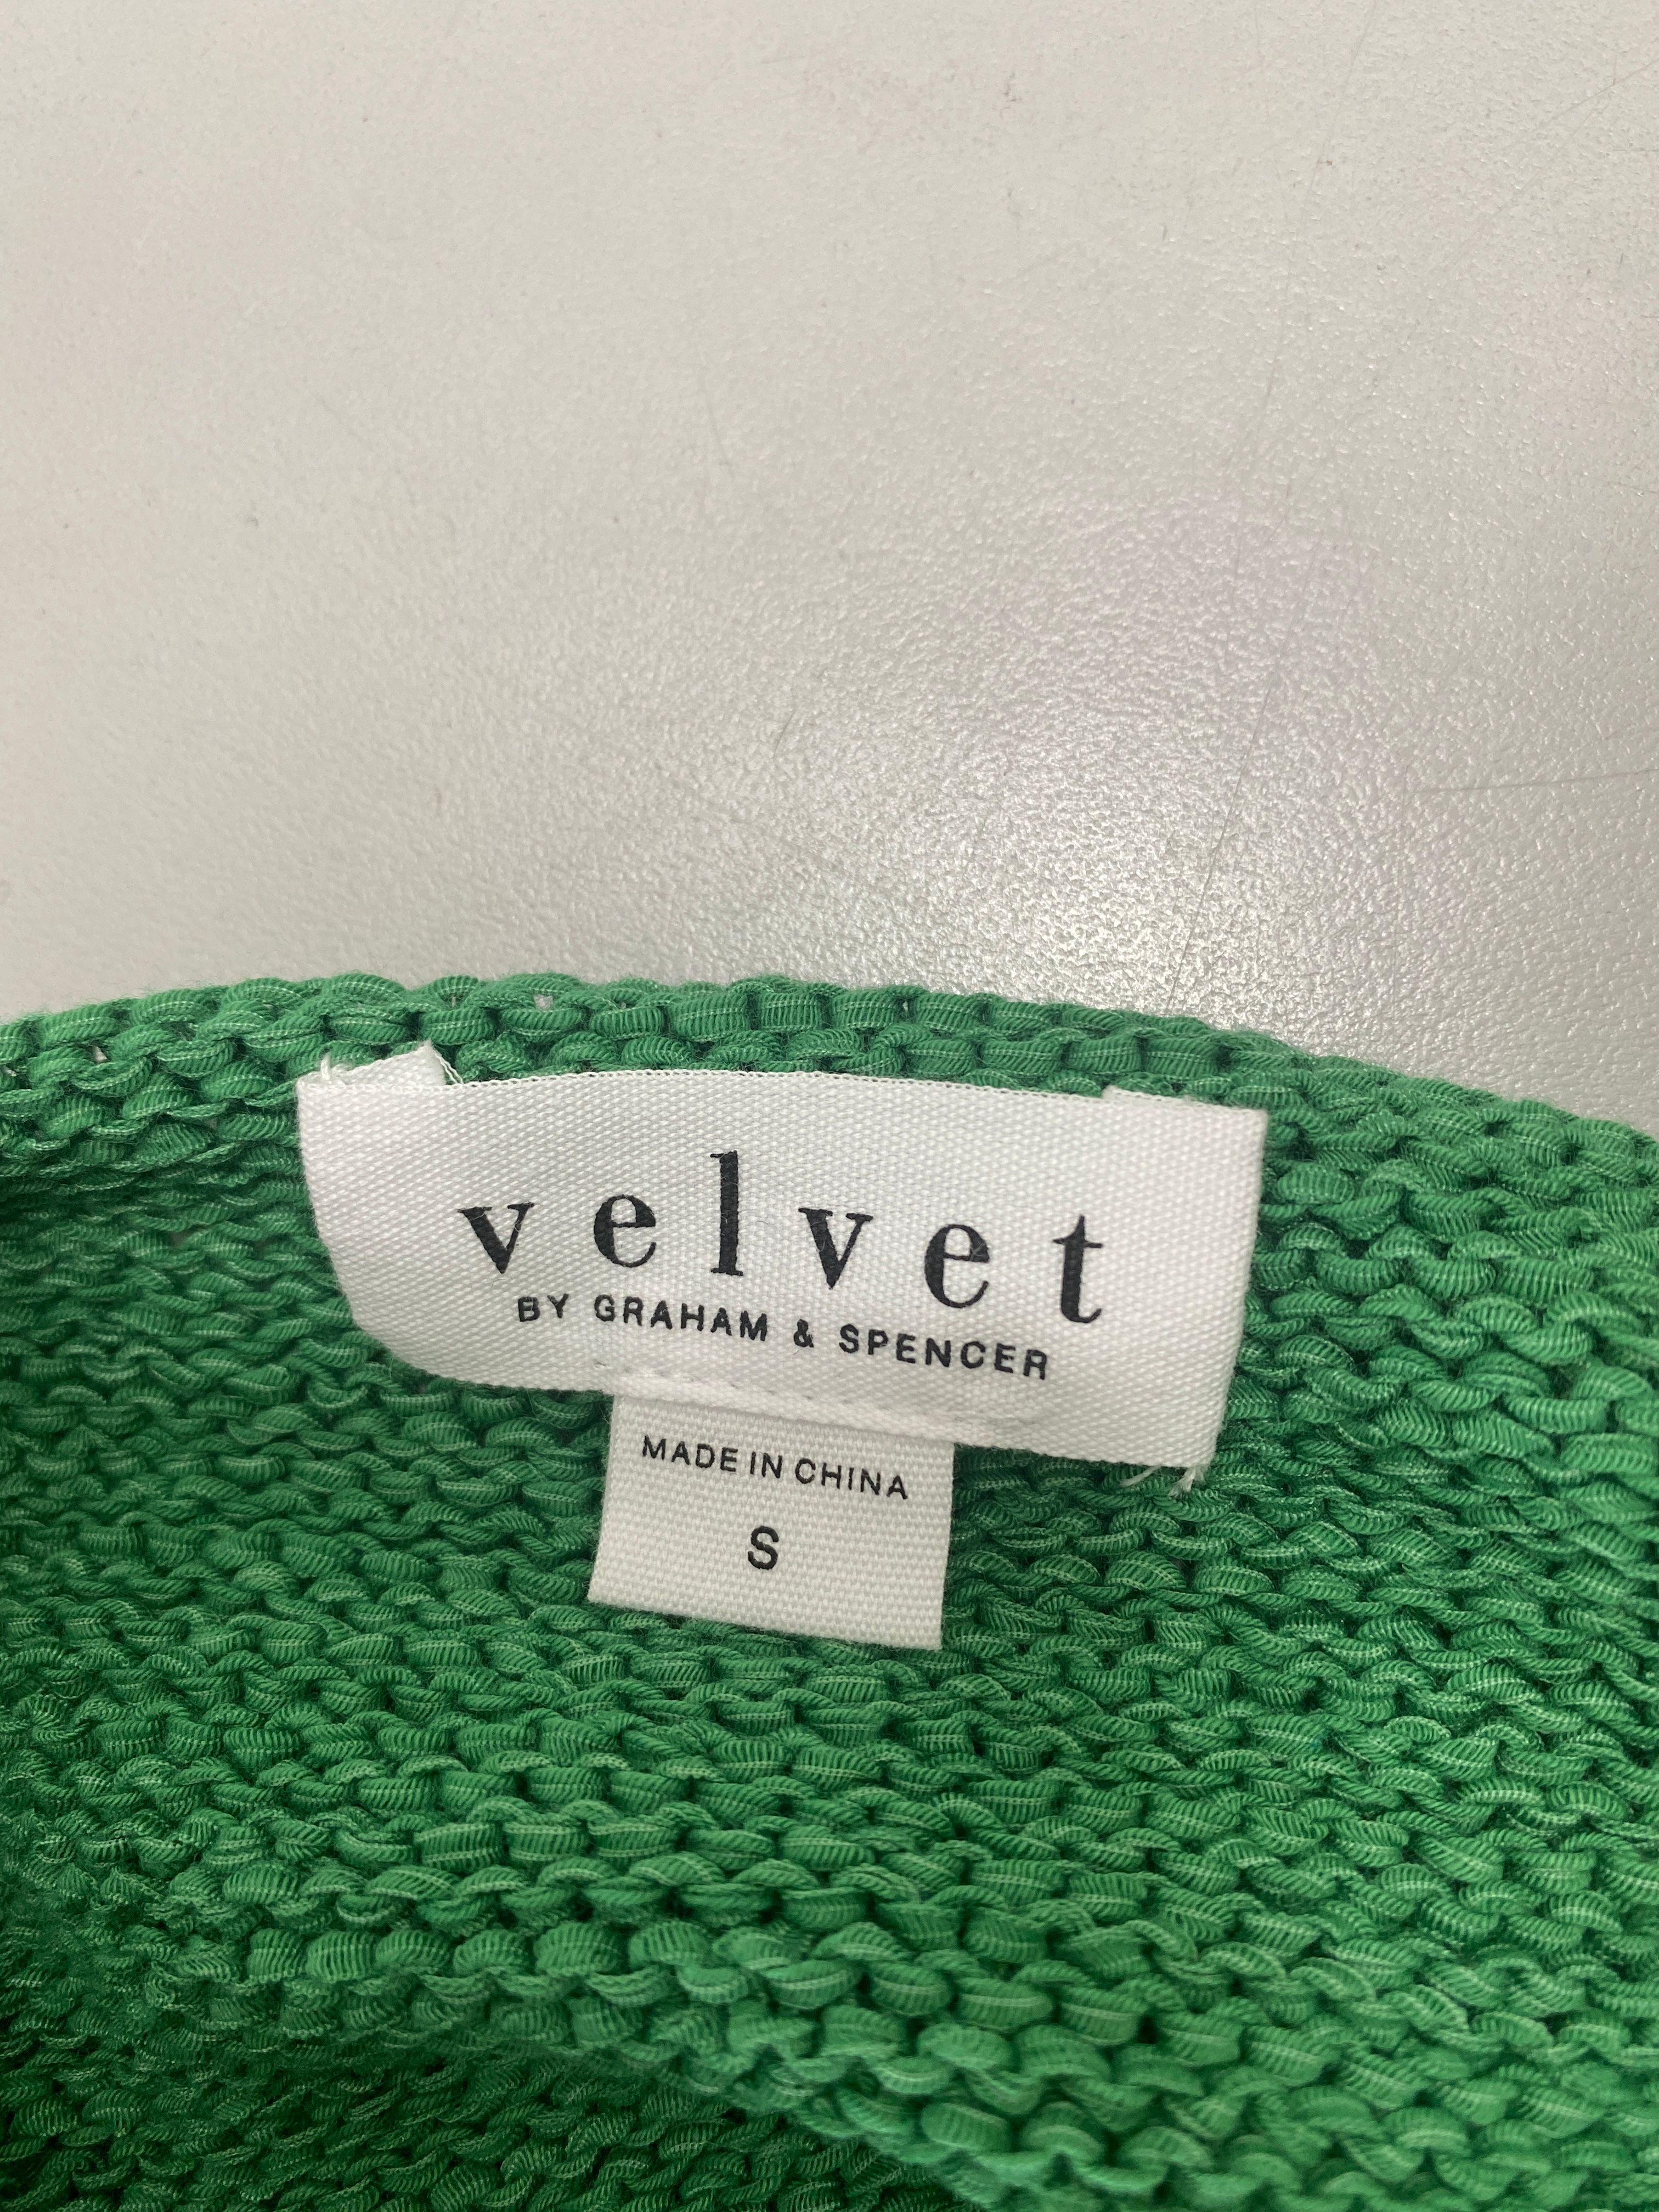 velvet
BY GRAHAM & SPENCER
MADE IN CHINA
S